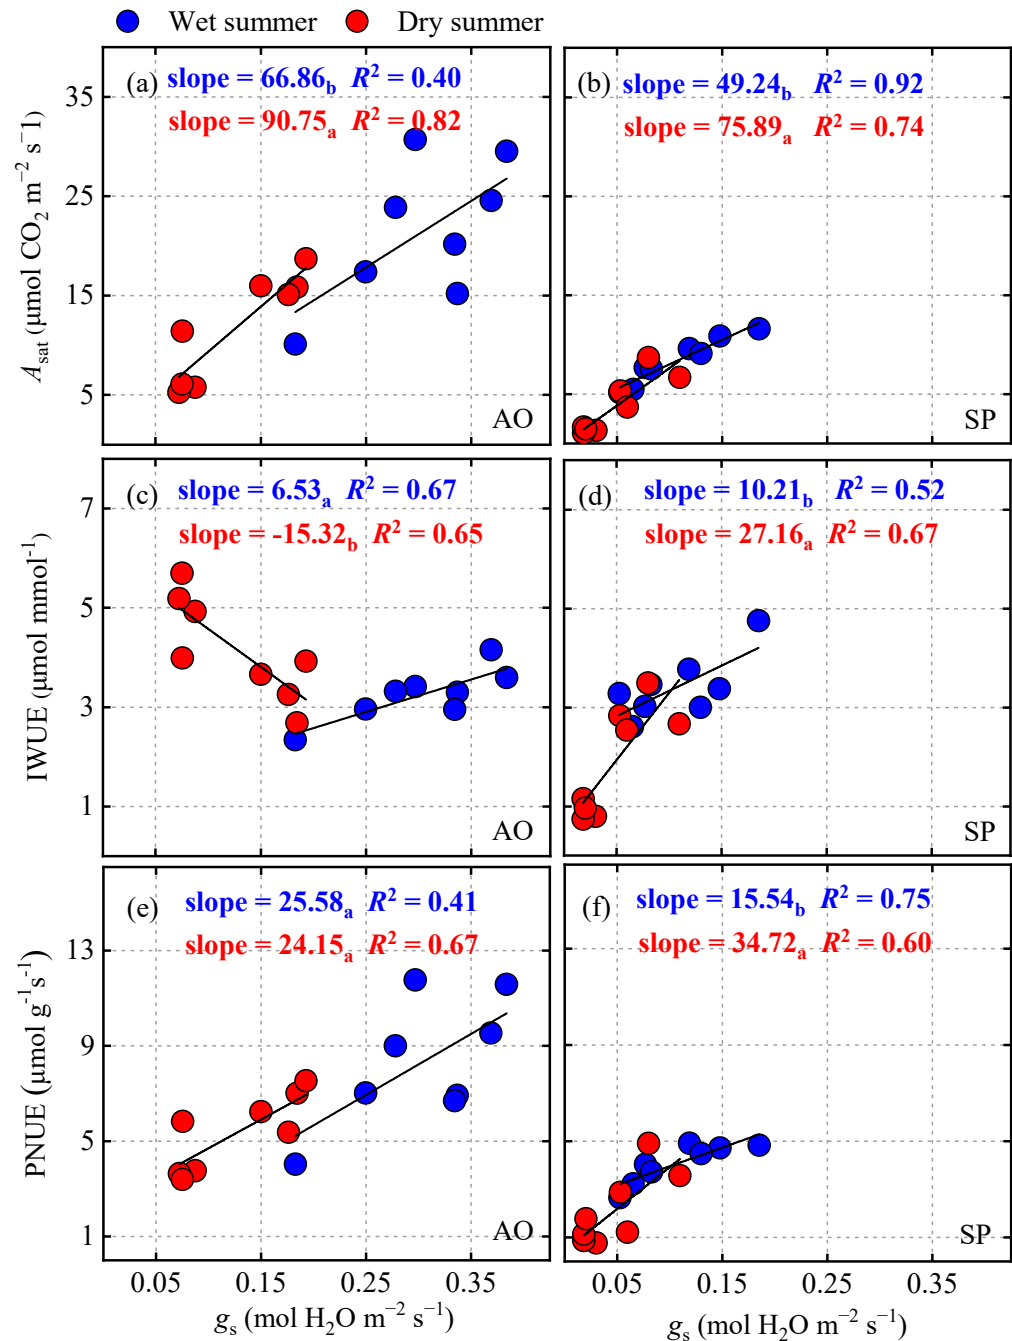 Wet summer Dry summer
(a) slope = 66.86b R² = 0.40
slope = 90.75a R² = 0.82
35
25
15
5
Asat (μmol CO2 m−2 s−1)
AO
(b) slope = 49.24b R² = 0.92
slope = 75.89a R² = 0.74
SP
(c) slope = 6.53a R² = 0.67
slope = -15.32b R² = 0.65
7
5
3
1
IWUE (μmol mmol-1)
AO
(d) slope = 10.21b R² = 0.52
slope = 27.16a R² = 0.67
SP
(e) slope = 25.58a R² = 0.41
slope = 24.15a R² = 0.67
13
9
5
1
PNUE (μmol g-1s-1)
AO
(f) slope = 15.54b R² = 0.75
slope = 34.72a R² = 0.60
SP
0.05 0.15 0.25 0.35
0.05 0.15 0.25 0.35
gs (mol H2O m−2 s−1)
gs (mol H2O m−2 s−1)